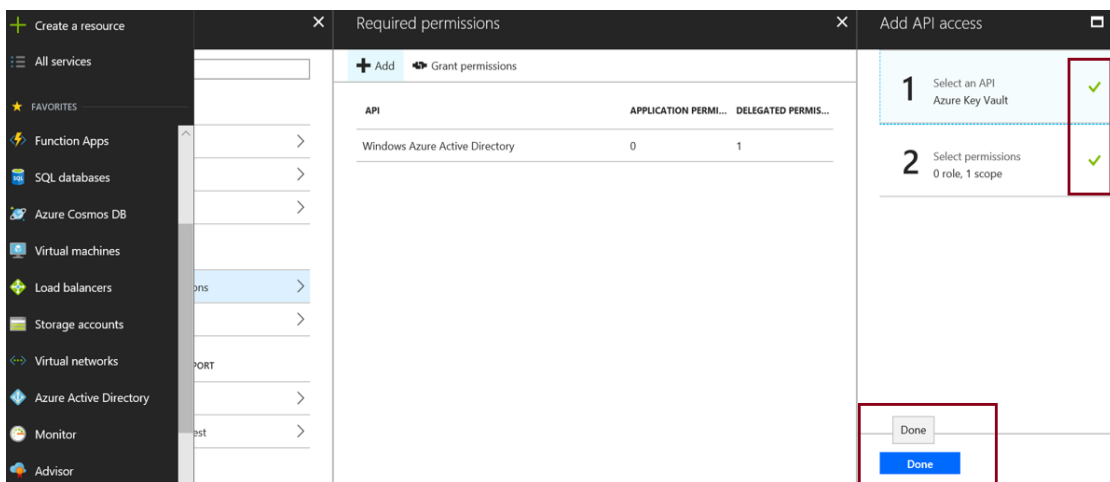 Create a resource
All services
FAVORITES
Function Apps
SQL databases
Azure Cosmos DB
Virtual machines
Load balancers
Storage accounts
Virtual networks
Azure Active Directory
Monitor
Advisor
ons
PORT
est
Required permissions
Add Grant permissions
API APPLICATION PERMI... DELEGATED PERMIS...
Windows Azure Active Directory 0 1
Add API access
1 Select an API
Azure Key Vault
2 Select permissions
0 role, 1 scope
Done
Done